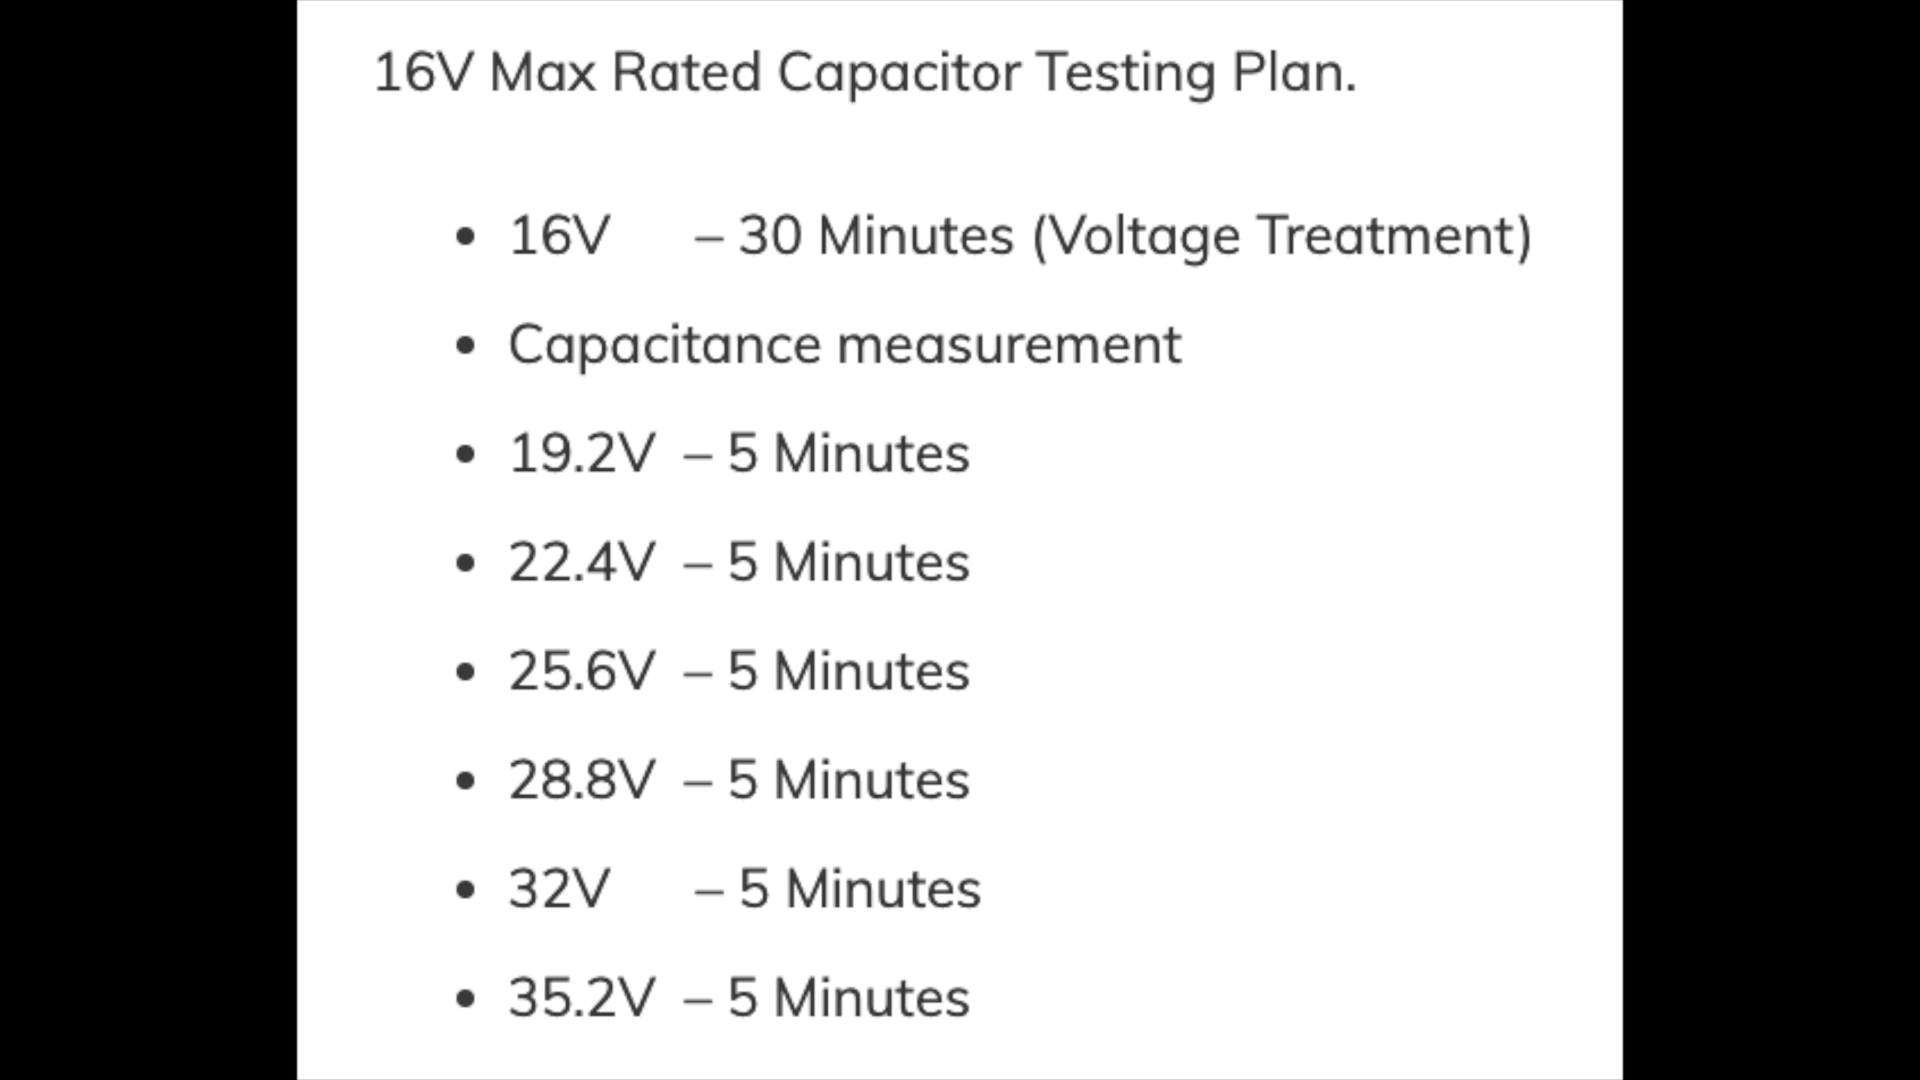 16V Max Rated Capacitor Testing Plan.
• 16V – 30 Minutes (Voltage Treatment)
• Capacitance measurement
• 19.2V – 5 Minutes
• 22.4V – 5 Minutes
• 25.6V – 5 Minutes
• 28.8V – 5 Minutes
• 32V – 5 Minutes
• 35.2V – 5 Minutes